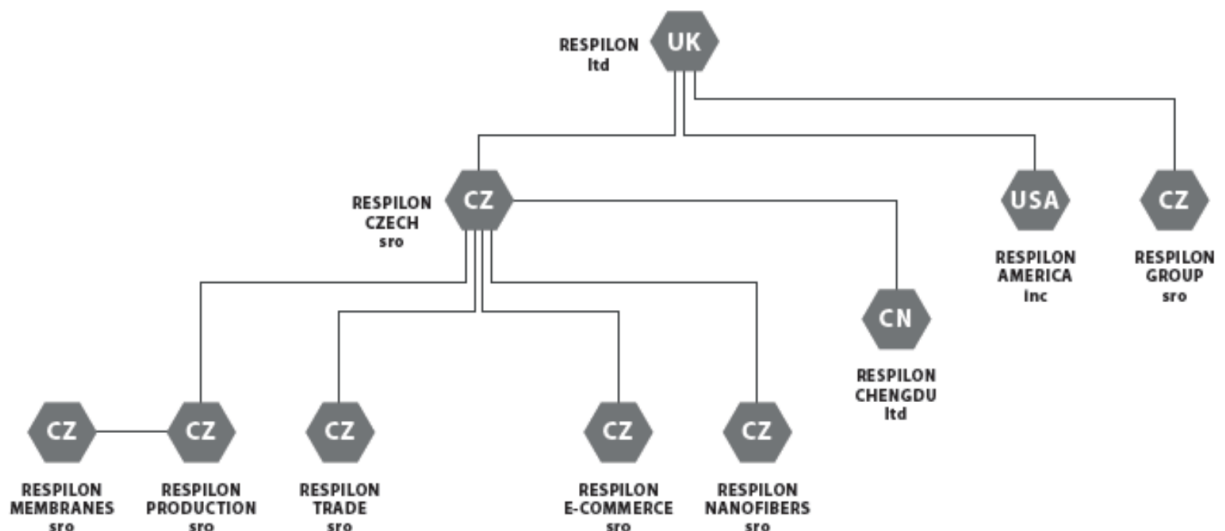 RESPILON
ltd
UK
RESPILON
CZECH
sro
CZ
USA
RESPILON
AMERICA
inc
CZ
RESPILON
GROUP
sro
CN
RESPILON
CHENGDU
ltd
CZ
RESPILON
MEMBRANES
sro
CZ
RESPILON
PRODUCTION
sro
CZ
RESPILON
TRADE
sro
CZ
RESPILON
E-COMMERCE
sro
CZ
RESPILON
NANOFIBERS
sro